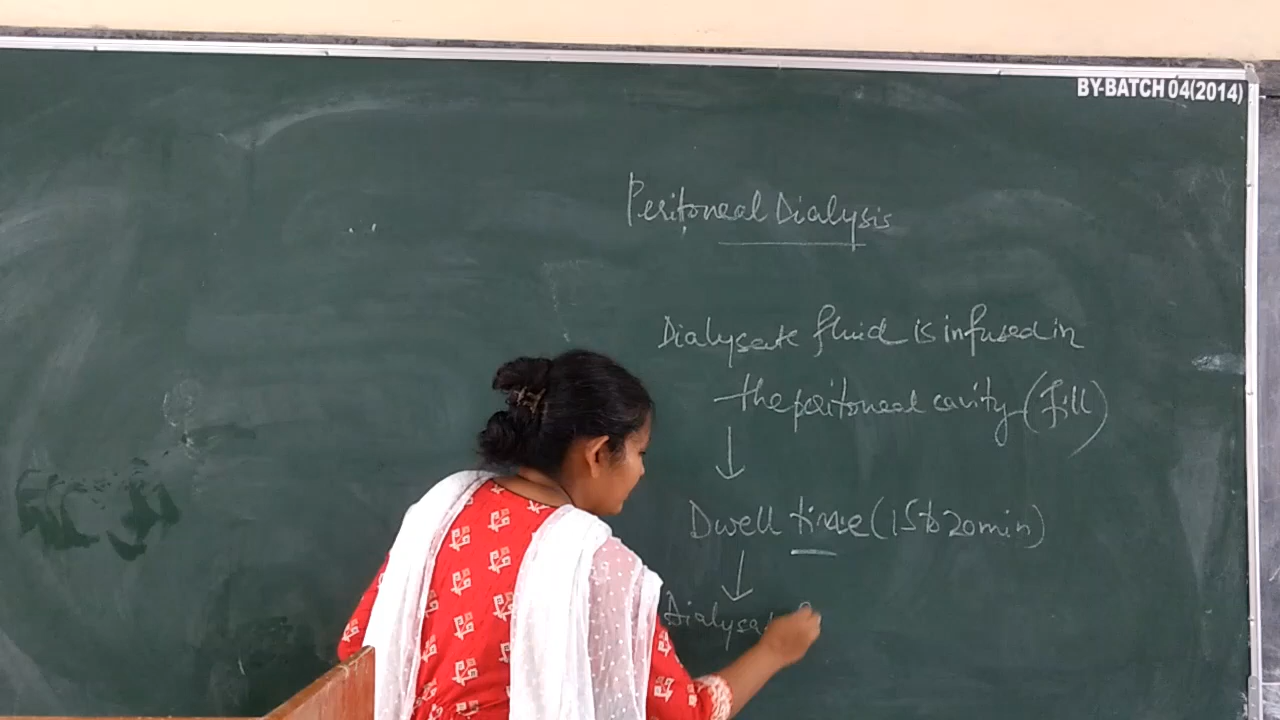 BY-BATCH 04(2014)
Peritoneal Dialysis
Dialysate fluid is infused in
the peritoneal cavity (Fill)
↓
Dwell time (15 to 20 min)
↓